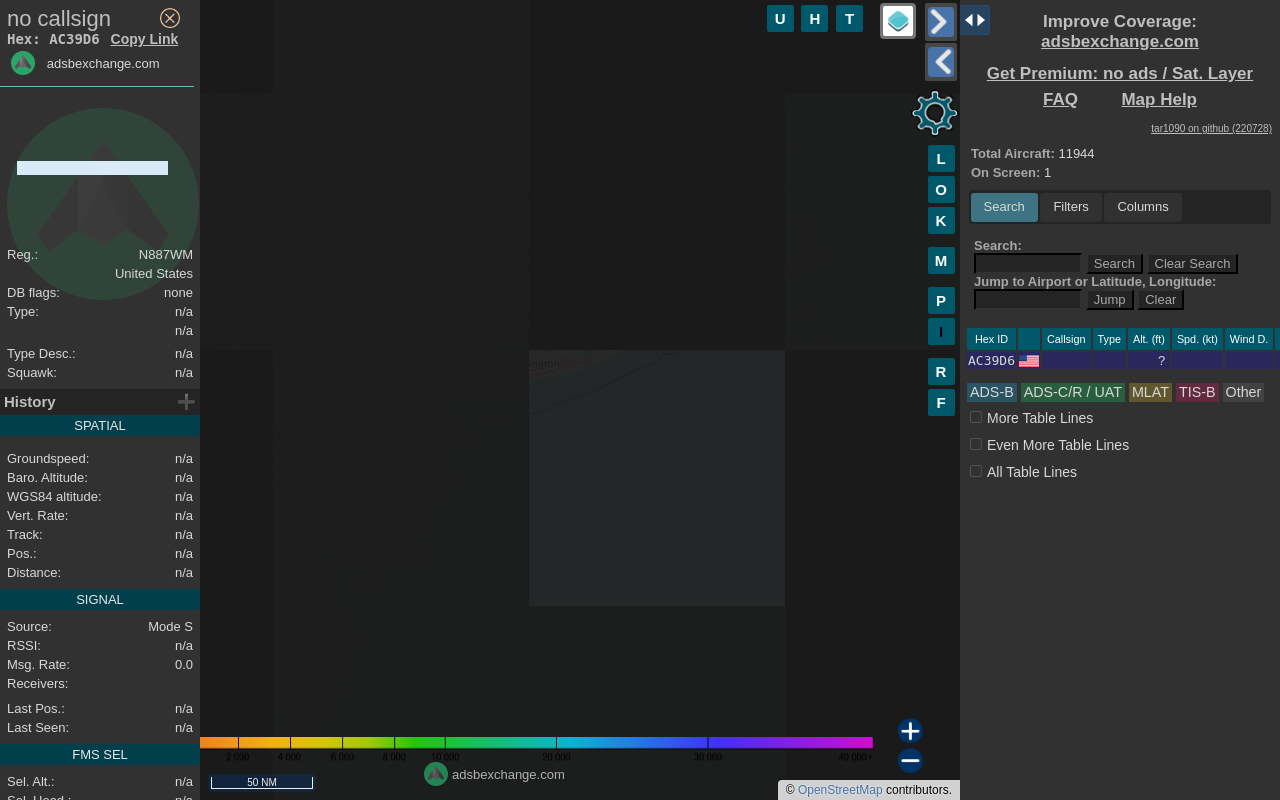 no callsign
Hex: AC39D6 Copy Link
adsbexchange.com
Reg.: N887WM
United States
DB flags: none
Type: n/a
n/a
Type Desc.: n/a
Squawk: n/a
History
SPATIAL
Groundspeed: n/a
Baro. Altitude: n/a
WGS84 altitude: n/a
Vert. Rate: n/a
Track: n/a
Pos.: n/a
Distance: n/a
SIGNAL
Source: Mode S
RSSI: n/a
Msg. Rate: 0.0
Receivers:
Last Pos.: n/a
Last Seen: n/a
FMS SEL
Sel. Alt.: n/a
Sel. Head.: n/a
U H T
L
O
K
M
P
I
R
F
ington
2 000 4 000 6 000 8 000 10 000 20 000 30 000 40 000+
50 NM
adsbexchange.com
© OpenStreetMap contributors.
Improve Coverage:
adsbexchange.com
Get Premium: no ads / Sat. Layer
FAQ Map Help
tar1090 on github (220728)
Total Aircraft: 11944
On Screen: 1
Search Filters Columns
Search:
Search Clear Search
Jump to Airport or Latitude, Longitude:
Jump Clear
Hex ID Callsign Type Alt. (ft) Spd. (kt) Wind D.
AC39D6 ?
ADS-B ADS-C/R / UAT MLAT TIS-B Other
More Table Lines
Even More Table Lines
All Table Lines